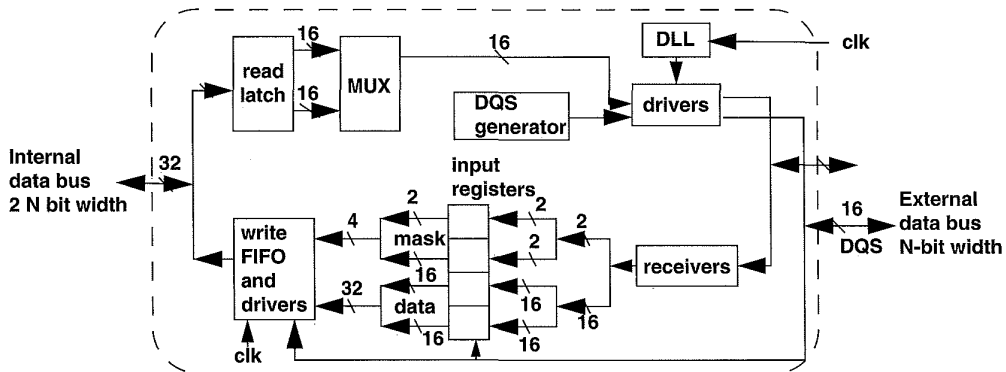 16
16
read
latch
MUX
16
DLL
clk
drivers
DQS
generator
Internal
data bus
2 N bit width
32
input
registers
2
4
mask
16
32
data
16
2
2
2
16
16
16
receivers
16
DQS
External
data bus
N-bit width
write
FIFO
and
drivers
clk